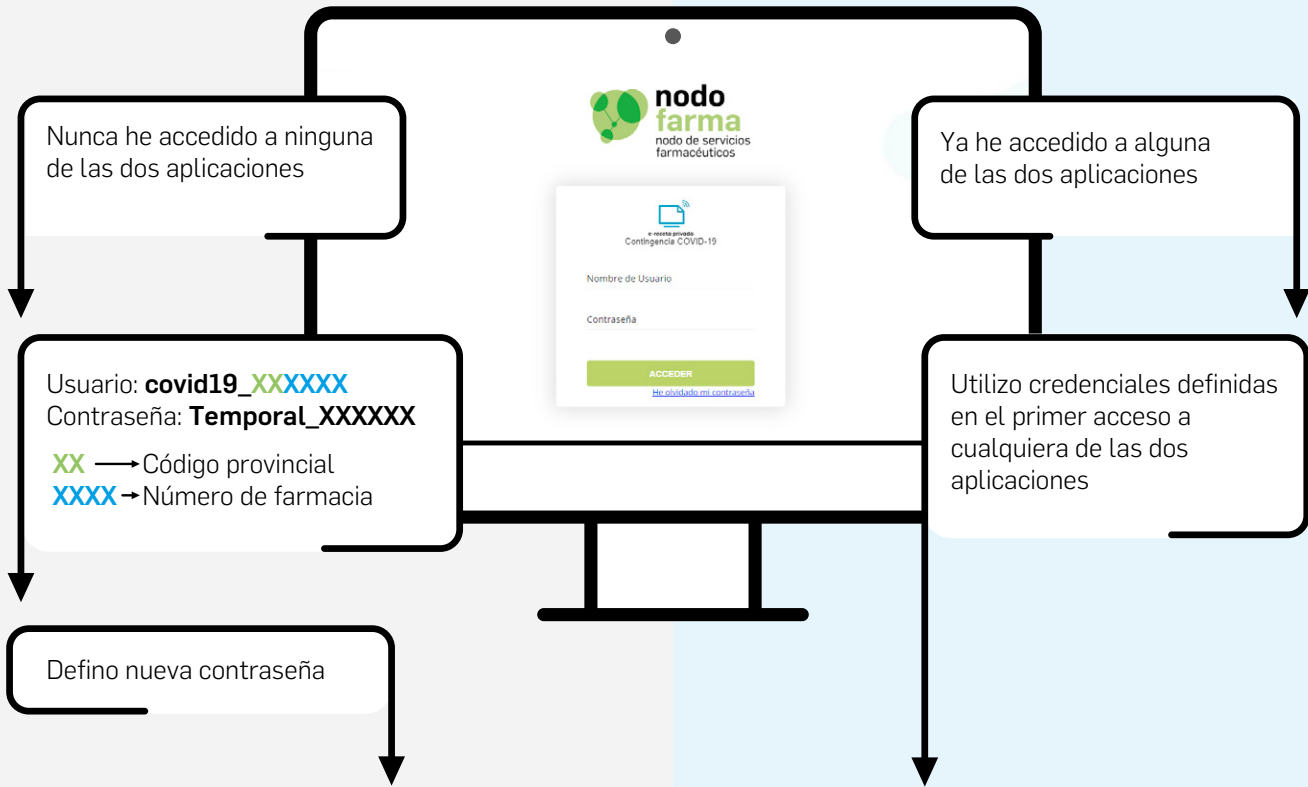 nodo
farma
nodo de servicios
farmacéuticos
Nunca he accedido a ninguna
de las dos aplicaciones
Ya he accedido a alguna
de las dos aplicaciones
e-receta privada
Contingencia COVID-19
Nombre de Usuario
Contraseña
ACCEDER
He olvidado mi contraseña
Usuario: covid19_XXXXXX
Contraseña: Temporal_XXXXXX
XX → Código provincial
XXXX → Número de farmacia
Utilizo credenciales definidas
en el primer acceso a
cualquiera de las dos
aplicaciones
Defino nueva contraseña